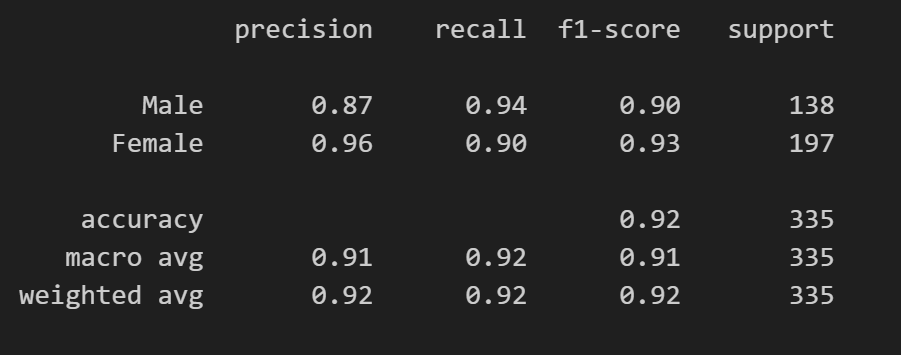 precision recall f1-score support
Male 0.87 0.94 0.90 138
Female 0.96 0.90 0.93 197
accuracy 0.92 335
macro avg 0.91 0.92 0.91 335
weighted avg 0.92 0.92 0.92 335